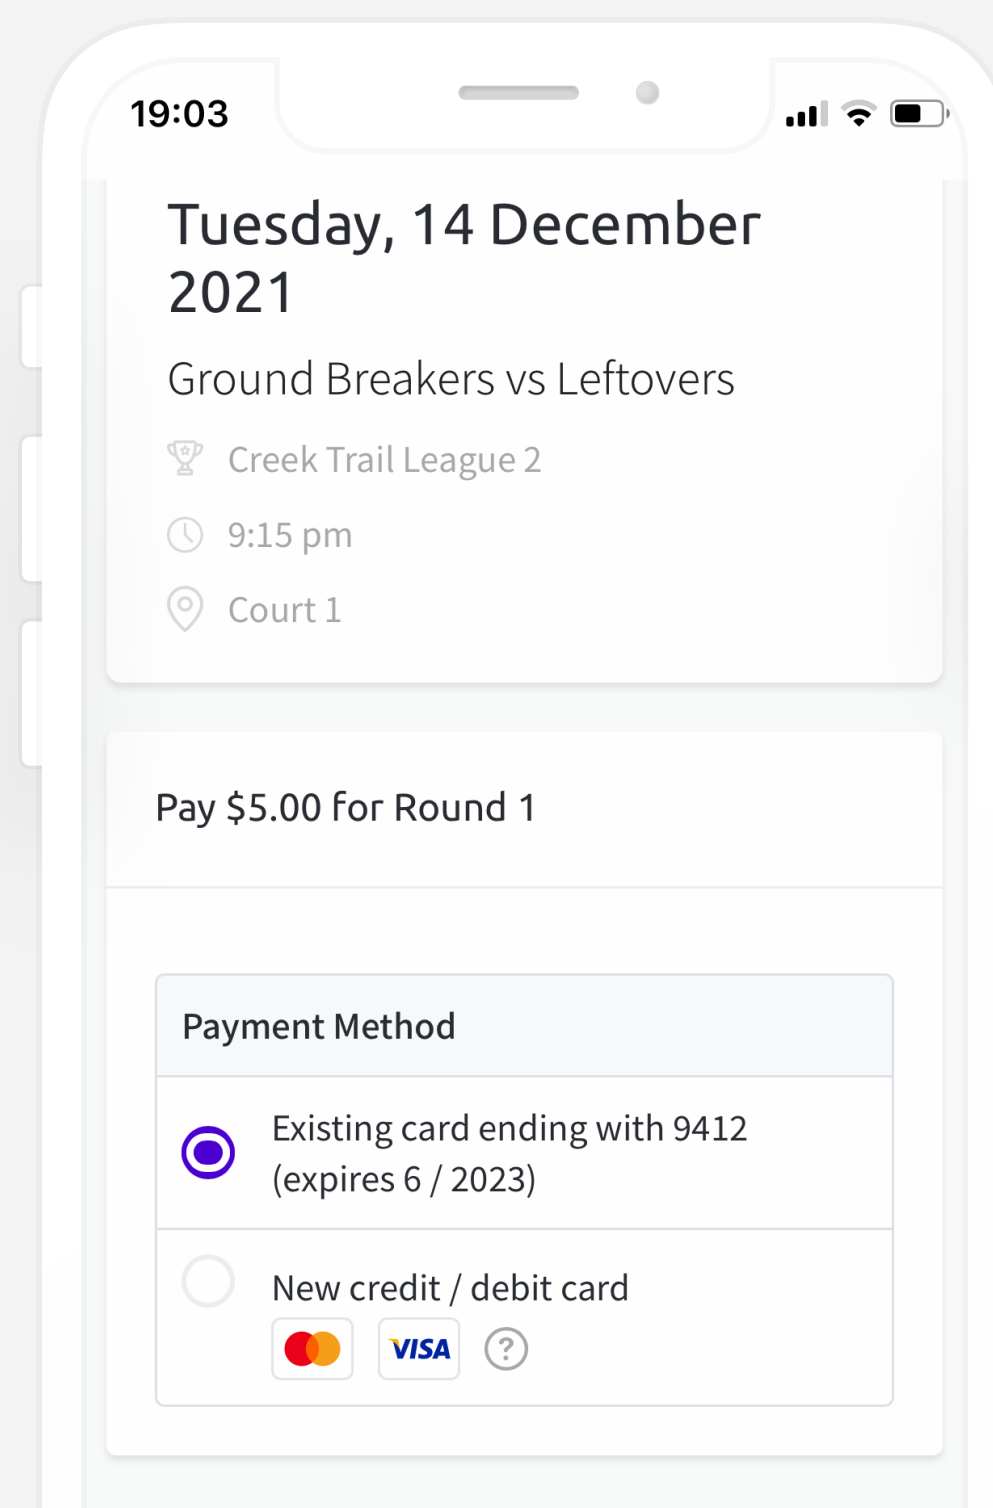 19:03
Tuesday, 14 December
2021
Ground Breakers vs Leftovers
Creek Trail League 2
9:15 pm
Court 1
Pay $5.00 for Round 1
Payment Method
Existing card ending with 9412
(expires 6 / 2023)
New credit / debit card
VISA ?